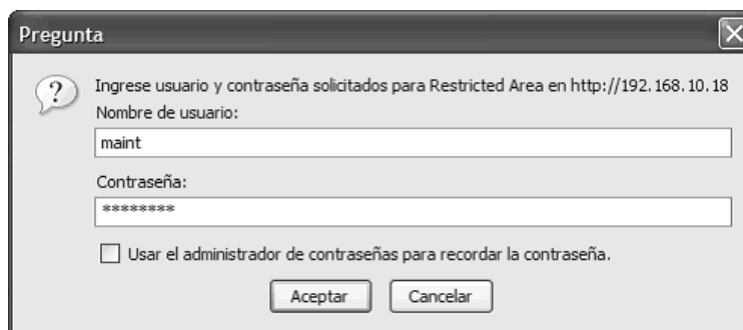 Pregunta
Ingrese usuario y contraseña solicitados para Restricted Area en http://192.168.10.18
Nombre de usuario:
maint
Contraseña:
********
Usar el administrador de contraseñas para recordar la contraseña.
Aceptar
Cancelar